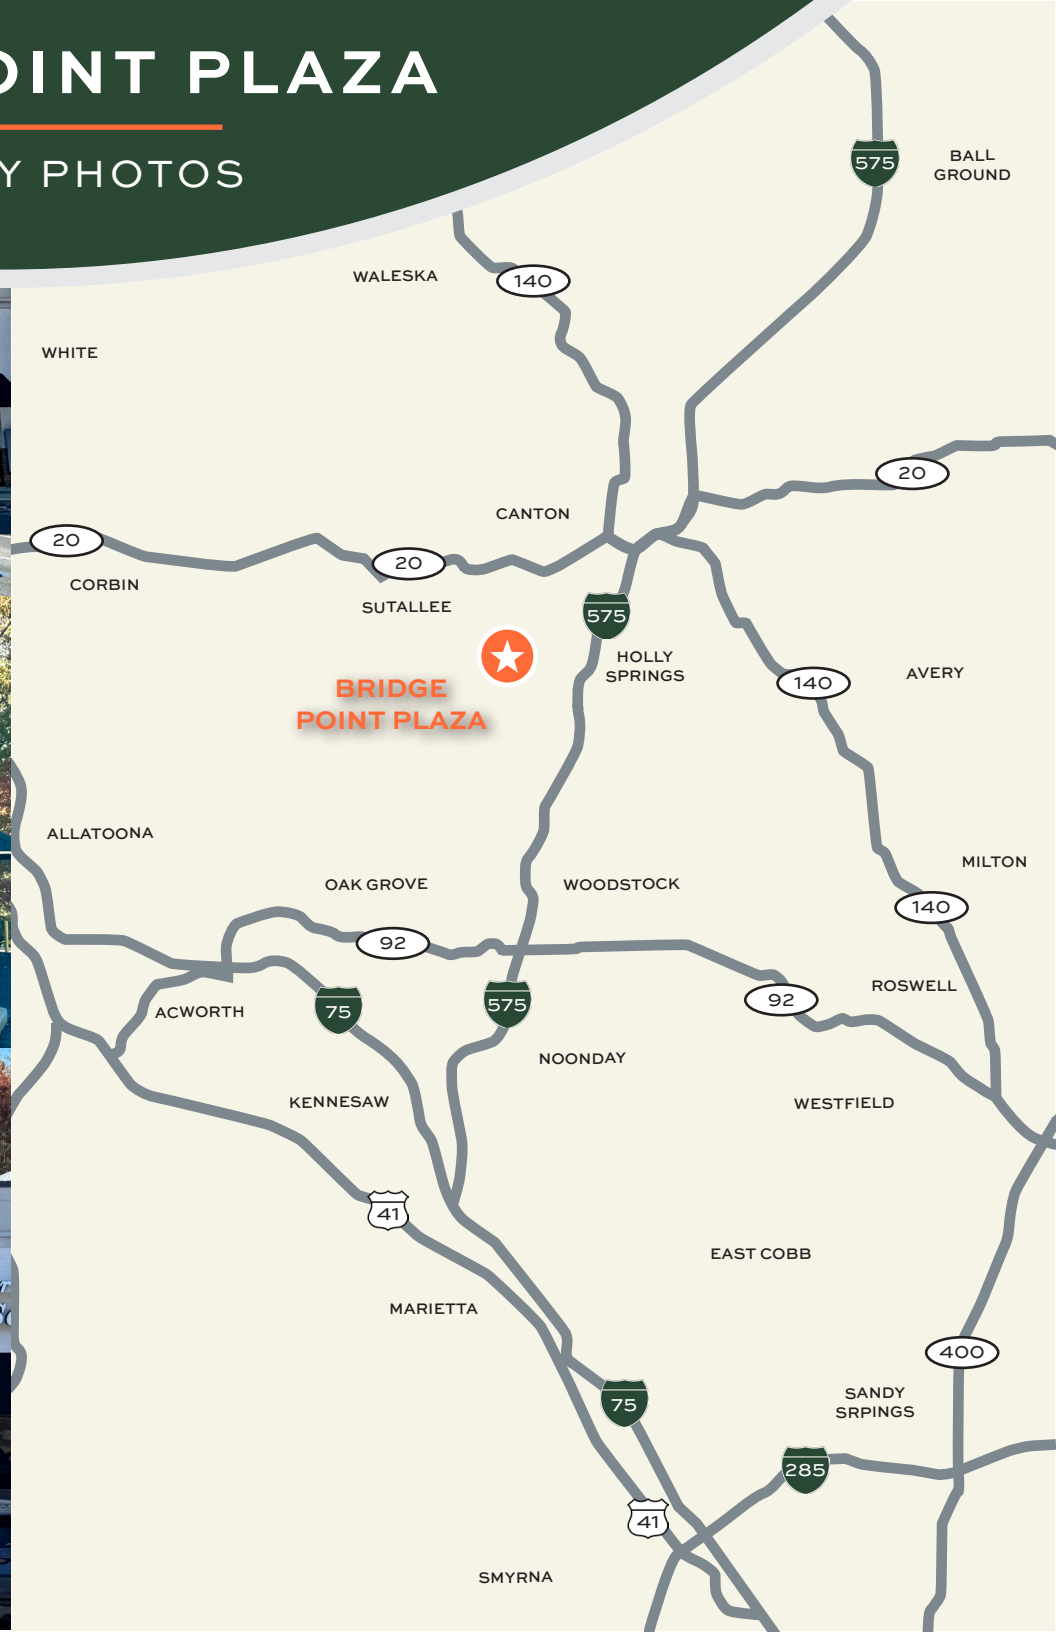 OINT PLAZA
Y PHOTOS
575
BALL
GROUND
WALESKA
140
WHITE
20
CANTON
20
20
CORBIN
SUTALLEE
575
HOLLY
SPRINGS
140
AVERY
BRIDGE
POINT PLAZA
ALLATOONA
MILTON
OAK GROVE
WOODSTOCK
140
92
ROSWELL
92
ACWORTH
75
575
NOONDAY
KENNESAW
WESTFIELD
41
EAST COBB
MARIETTA
400
SANDY
SRPINGS
75
285
41
SMYRNA